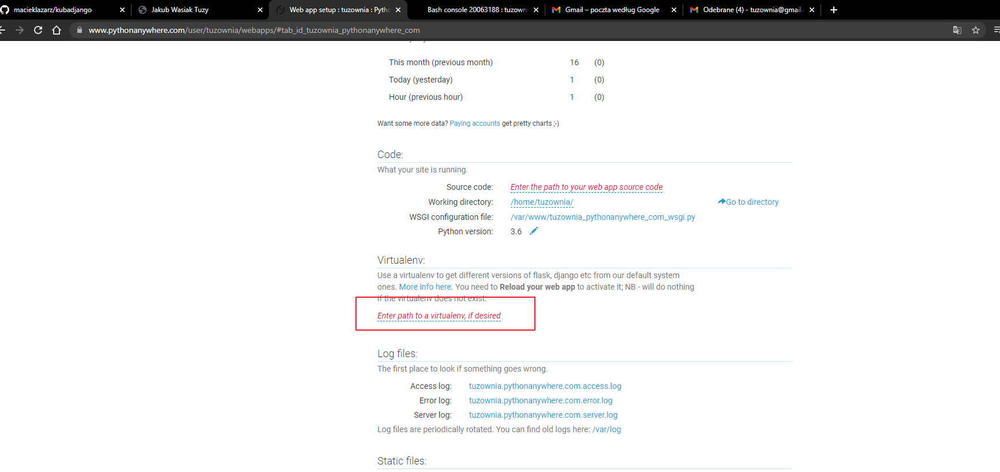 macieklazarz/kubadjango
Jakub Wasiak Tuzy
Web app setup : tuzownia : Pytho
Bash console 20063188 : tuzowni
Gmail – poczta według Google
Odebrane (4) - tuzownia@gmail.
www.pythonanywhere.com/user/tuzownia/webapps/#tab_id_tuzownia_pythonanywhere_com
This month (previous month) 16 (0)
Today (yesterday) 1 (0)
Hour (previous hour) 1 (0)
Want some more data? Paying accounts get pretty charts ;-)
Code:
What your site is running.
Source code: Enter the path to your web app source code
Working directory: /home/tuzownia/ Go to directory
WSGI configuration file: /var/www/tuzownia_pythonanywhere_com_wsgi.py
Python version: 3.6
Virtualenv:
Use a virtualenv to get different versions of flask, django etc from our default system
ones. More info here. You need to Reload your web app to activate it; NB - will do nothing
if the virtualenv does not exist.
Enter path to a virtualenv, if desired
Log files:
The first place to look if something goes wrong.
Access log: tuzownia.pythonanywhere.com.access.log
Error log: tuzownia.pythonanywhere.com.error.log
Server log: tuzownia.pythonanywhere.com.server.log
Log files are periodically rotated. You can find old logs here: /var/log
Static files: